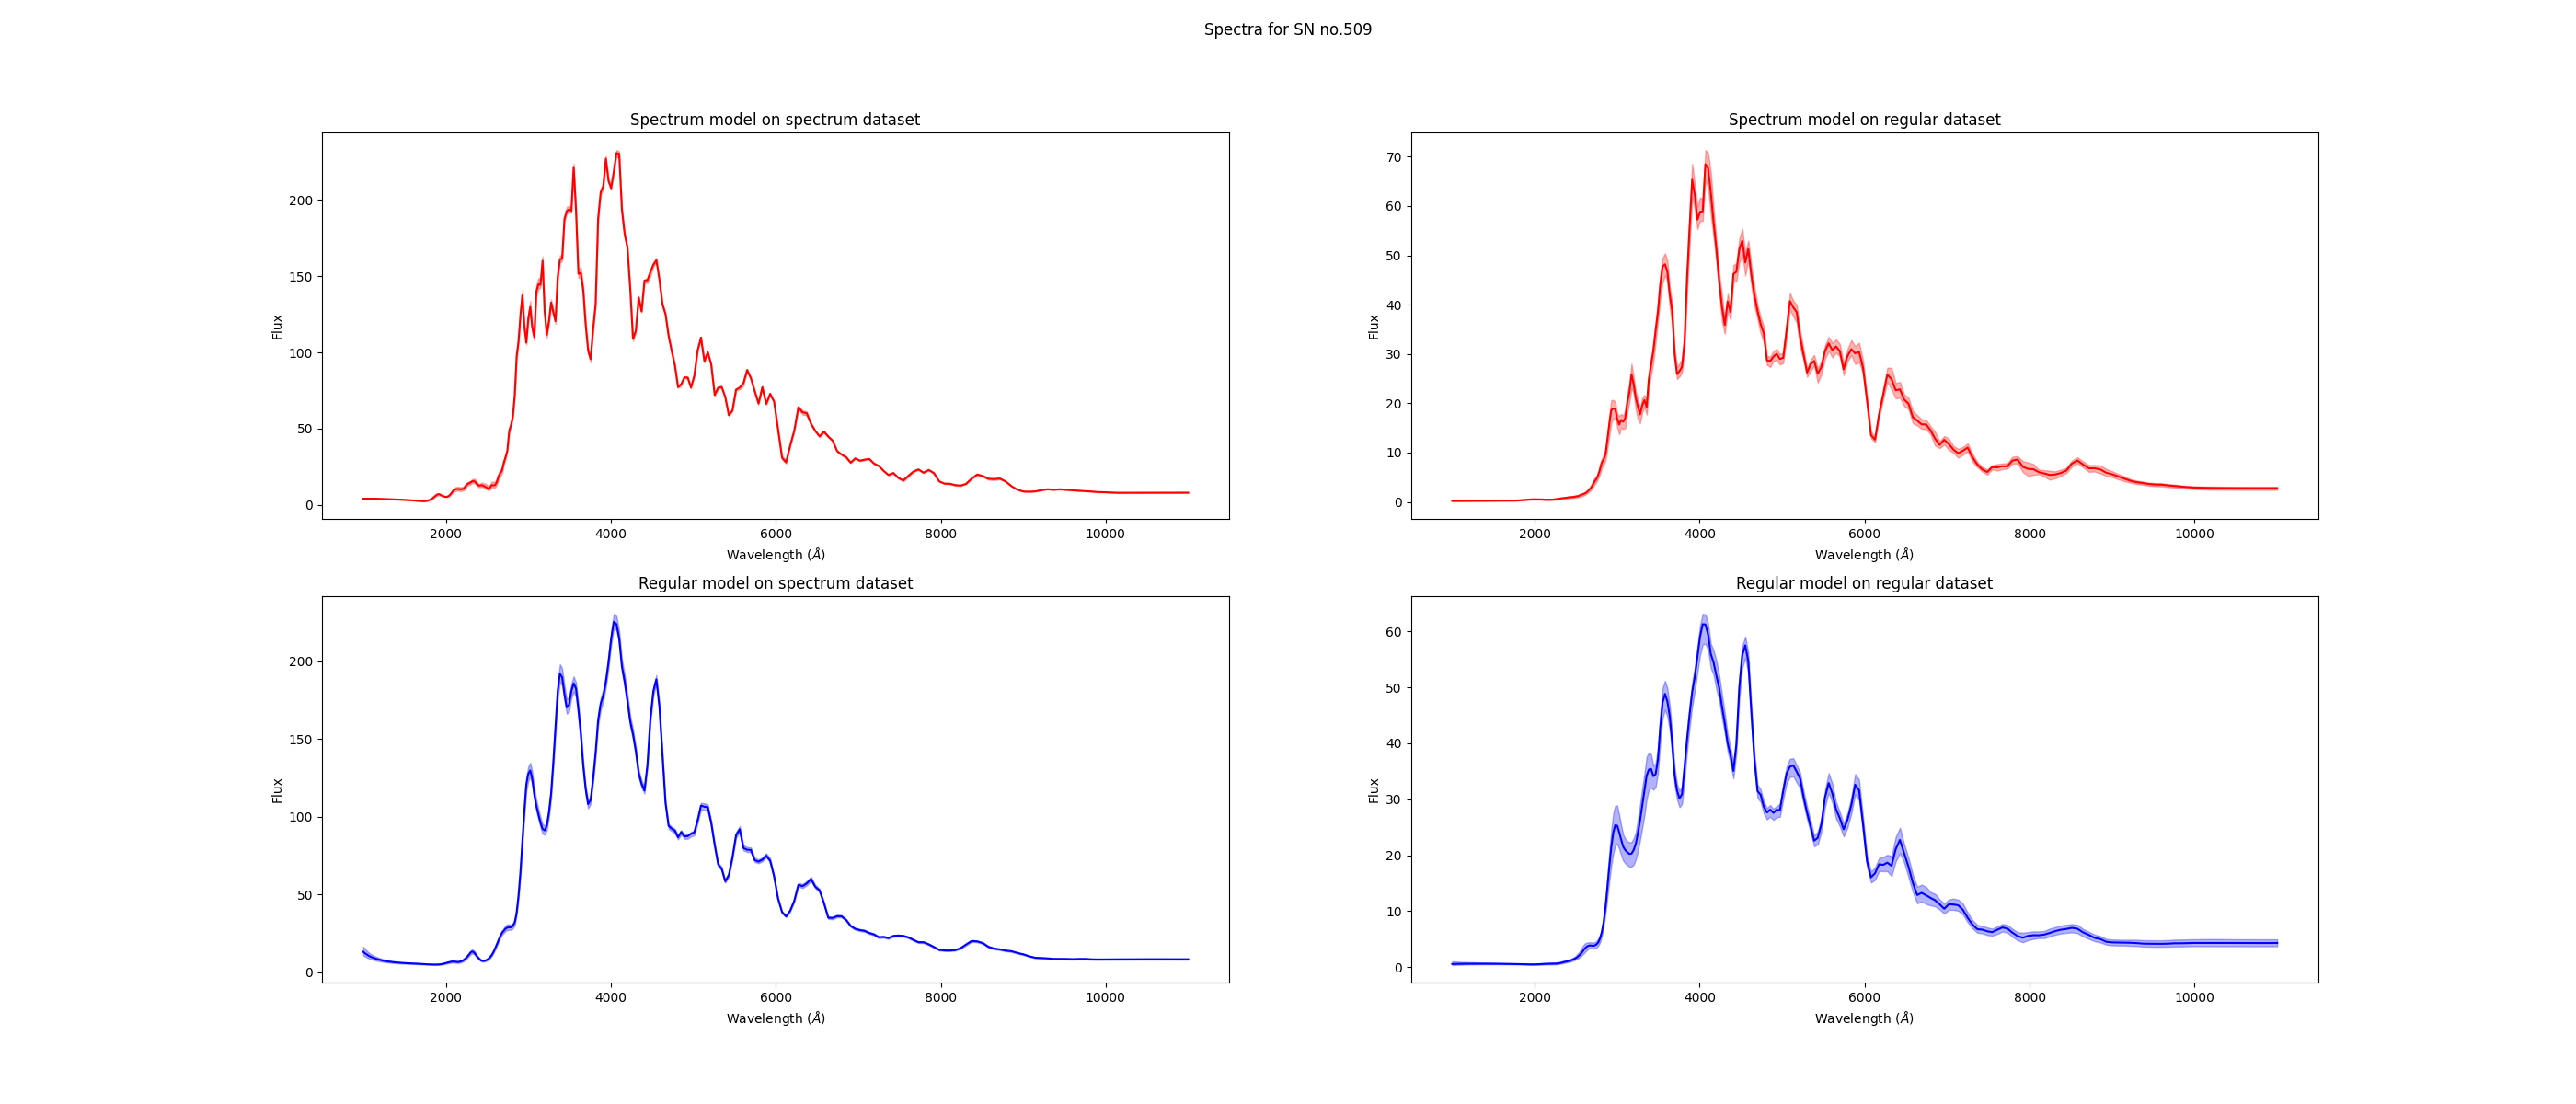 Spectra for SN no.509
Spectrum model on spectrum dataset
200
150
100
50
0
Flux
2000 4000 6000 8000 10000
Wavelength (Å)
Spectrum model on regular dataset
70
60
50
40
30
20
10
0
Flux
2000 4000 6000 8000 10000
Wavelength (Å)
Regular model on spectrum dataset
200
150
100
50
0
Flux
2000 4000 6000 8000 10000
Wavelength (Å)
Regular model on regular dataset
60
50
40
30
20
10
0
Flux
2000 4000 6000 8000 10000
Wavelength (Å)